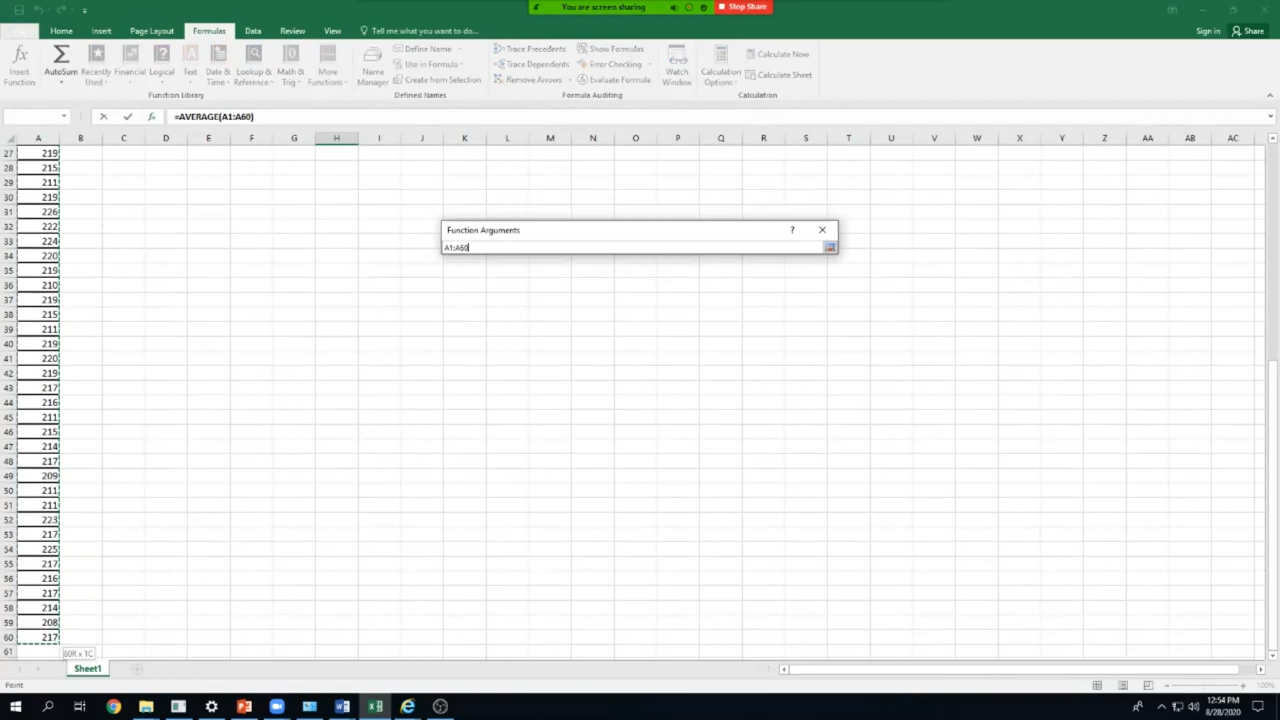 You are screen sharing
Stop Share
Home Insert Page Layout Formulas Data Review View Tell me what you want to do... Sign in Share
Insert Function
AutoSum
Recently Used
Financial
Logical
Text
Date & Time
Lookup & Reference
Math & Trig
More Functions
Function Library
Name Manager
Define Name
Use in Formula
Create from Selection
Defined Names
Trace Precedents
Trace Dependents
Remove Arrows
Show Formulas
Error Checking
Evaluate Formula
Formula Auditing
Watch Window
Calculation Options
Calculate Now
Calculate Sheet
Calculation
fx =AVERAGE(A1:A60)
A B C D E F G H I J K L M N O P Q R S T U V W X Y Z AA AB AC
27 219
28 215
29 211
30 219
31 226
32 222
33 224
34 220
35 219
36 210
37 219
38 215
39 211
40 219
41 220
42 219
43 217
44 216
45 211
46 215
47 214
48 217
49 209
50 211
51 211
52 223
53 217
54 225
55 217
56 216
57 217
58 214
59 208
60 217
61
Function Arguments ?
A1:A60
60R x 1C
Sheet1
Point
100%
12:54 PM
8/28/2020